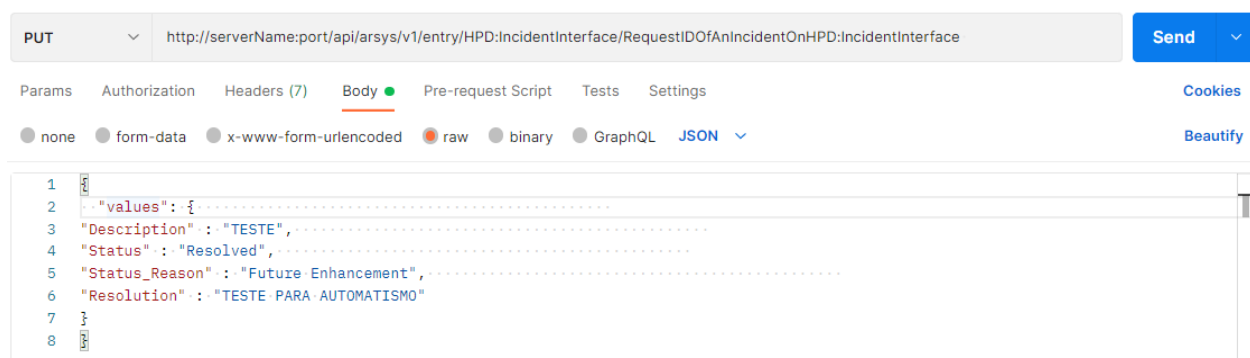 PUT http://serverName:port/api/arsys/v1/entry/HPD:IncidentInterface/RequestIDOfAnIncidentOnHPD:IncidentInterface Send
Params Authorization Headers (7) Body Pre-request Script Tests Settings Cookies
none form-data x-www-form-urlencoded raw binary GraphQL JSON Beautify
1 {
2 "values": {
3 "Description" : "TESTE",
4 "Status" : "Resolved",
5 "Status_Reason" : "Future Enhancement",
6 "Resolution" : "TESTE PARA AUTOMATISMO"
7 }
8 }